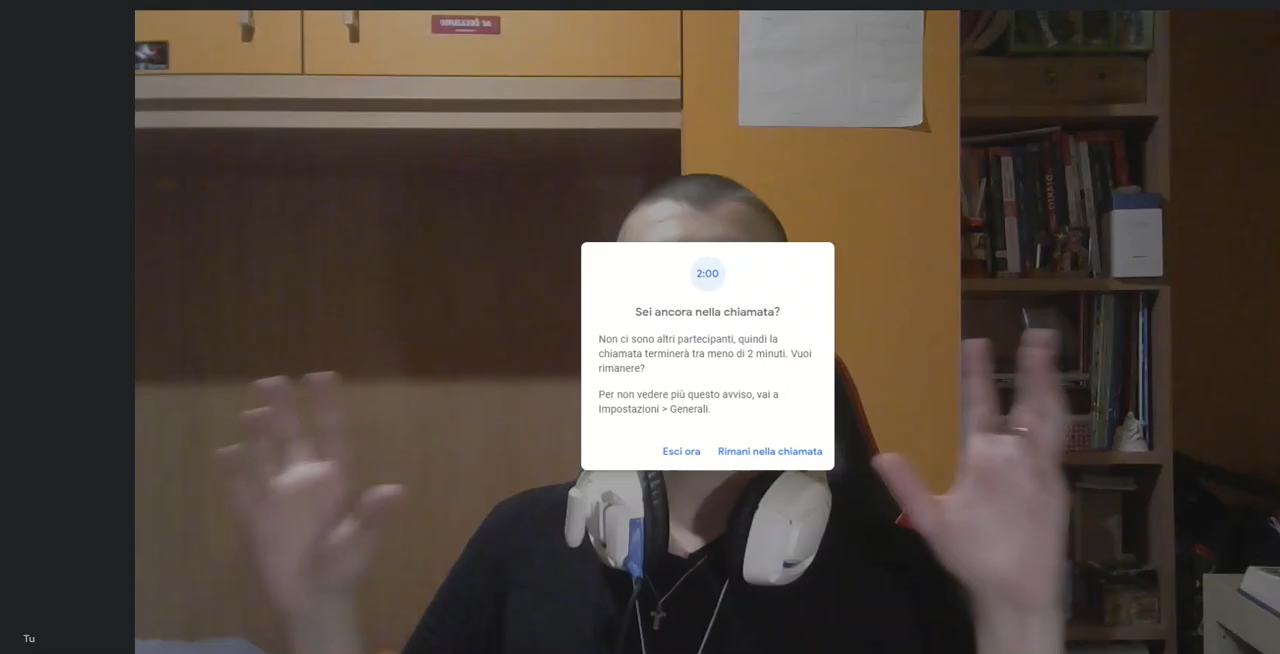 2:00
Sei ancora nella chiamata?
Non ci sono altri partecipanti, quindi la
chiamata terminerà tra meno di 2 minuti. Vuoi
rimanere?
Per non vedere più questo avviso, vai a
Impostazioni > Generali.
Esci ora
Rimani nella chiamata
Tu